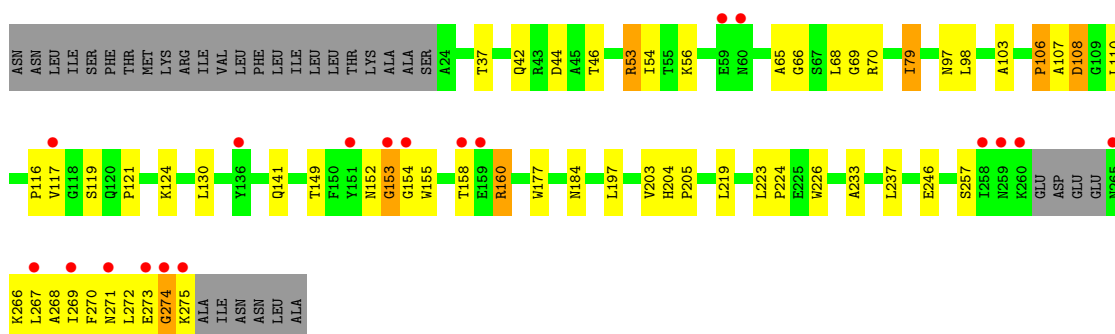 ASN ASN LEU ILE SER PHE THR MET LYS ARG ILE VAL LEU PHE LEU ILE LEU LEU THR LYS ALA ALA SER A24 T37 Q42 R43 D44 A45 T46 R53 I54 T55 K56 E59 N60 A65 G66 S67 L68 G69 R70 I79 N97 L98 A103 P106 A107 D108 G109 L110
P116 V117 G118 S119 Q120 P121 K124 L130 Y136 Q141 T149 F150 Y151 N152 G153 G154 W155 T158 E159 R160 W177 N184 L197 V203 H204 P205 L219 L223 P224 E225 W226 A233 L237 E246 S257 I258 N259 K260 GLU ASP GLU GLU N265
K266 L267 A268 I269 F270 N271 L272 E273 G274 K275 ALA ILE ASN ASN LEU ALA